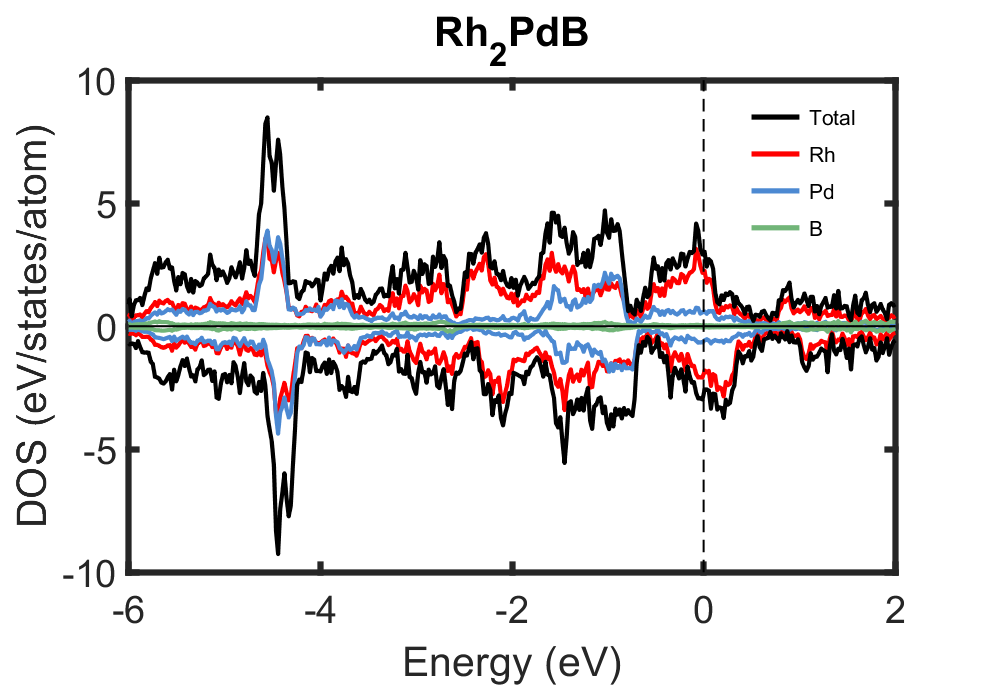 Rh₂PdB
DOS (eV/states/atom)
10
5
0
-5
-10
Total
Rh
Pd
B
-6
-4
-2
0
2
Energy (eV)